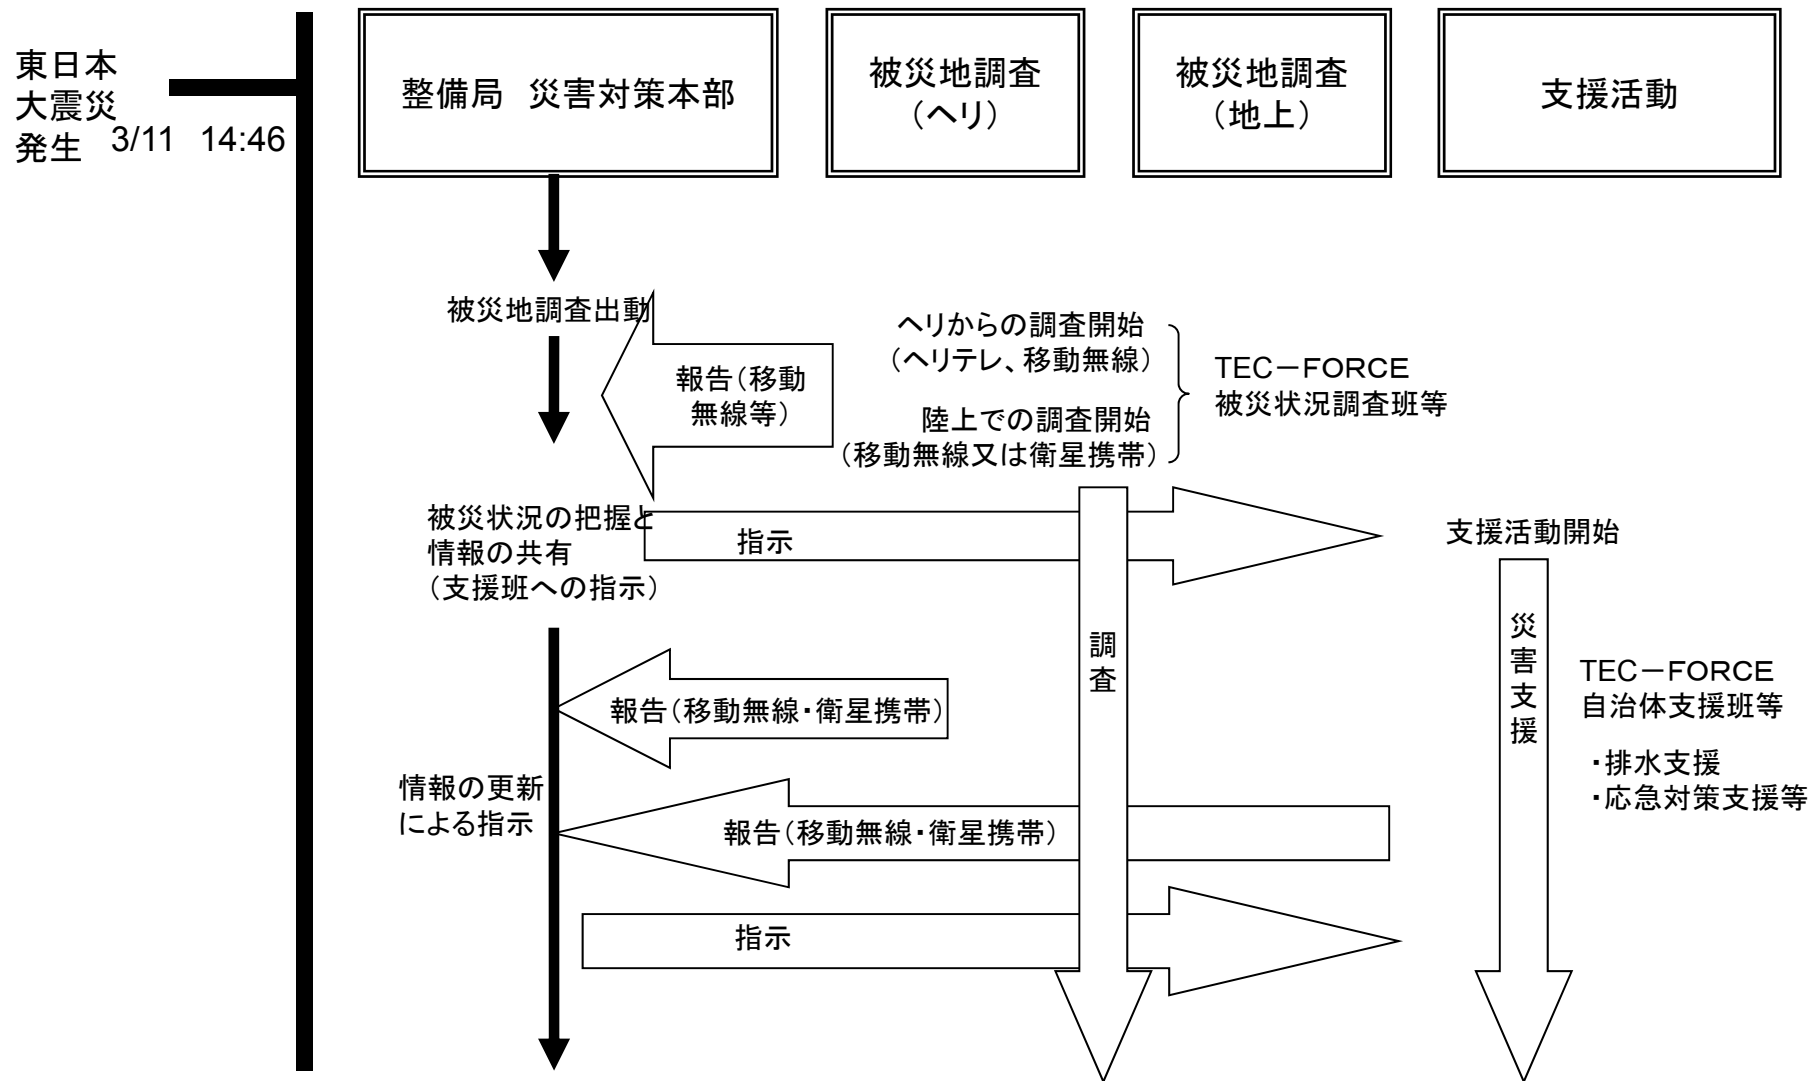 東日本
大震災
発生 3/11 14:46
整備局 災害対策本部
被災地調査
（ヘリ）
被災地調査
（地上）
支援活動
被災地調査出動
報告（移動
無線等）
ヘリからの調査開始
（ヘリテレ、移動無線）
陸上での調査開始
（移動無線又は衛星携帯）
TEC－FORCE
被災状況調査班等
被災状況の把握と
情報の共有
（支援班への指示）
指示
支援活動開始
調査
災害支援
TEC－FORCE
自治体支援班等
・排水支援
・応急対策支援等
報告（移動無線・衛星携帯）
情報の更新
による指示
報告（移動無線・衛星携帯）
指示